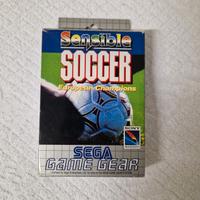 Sensible
SOCCER
European Champions
SONY
SEGA
GAME GEAR